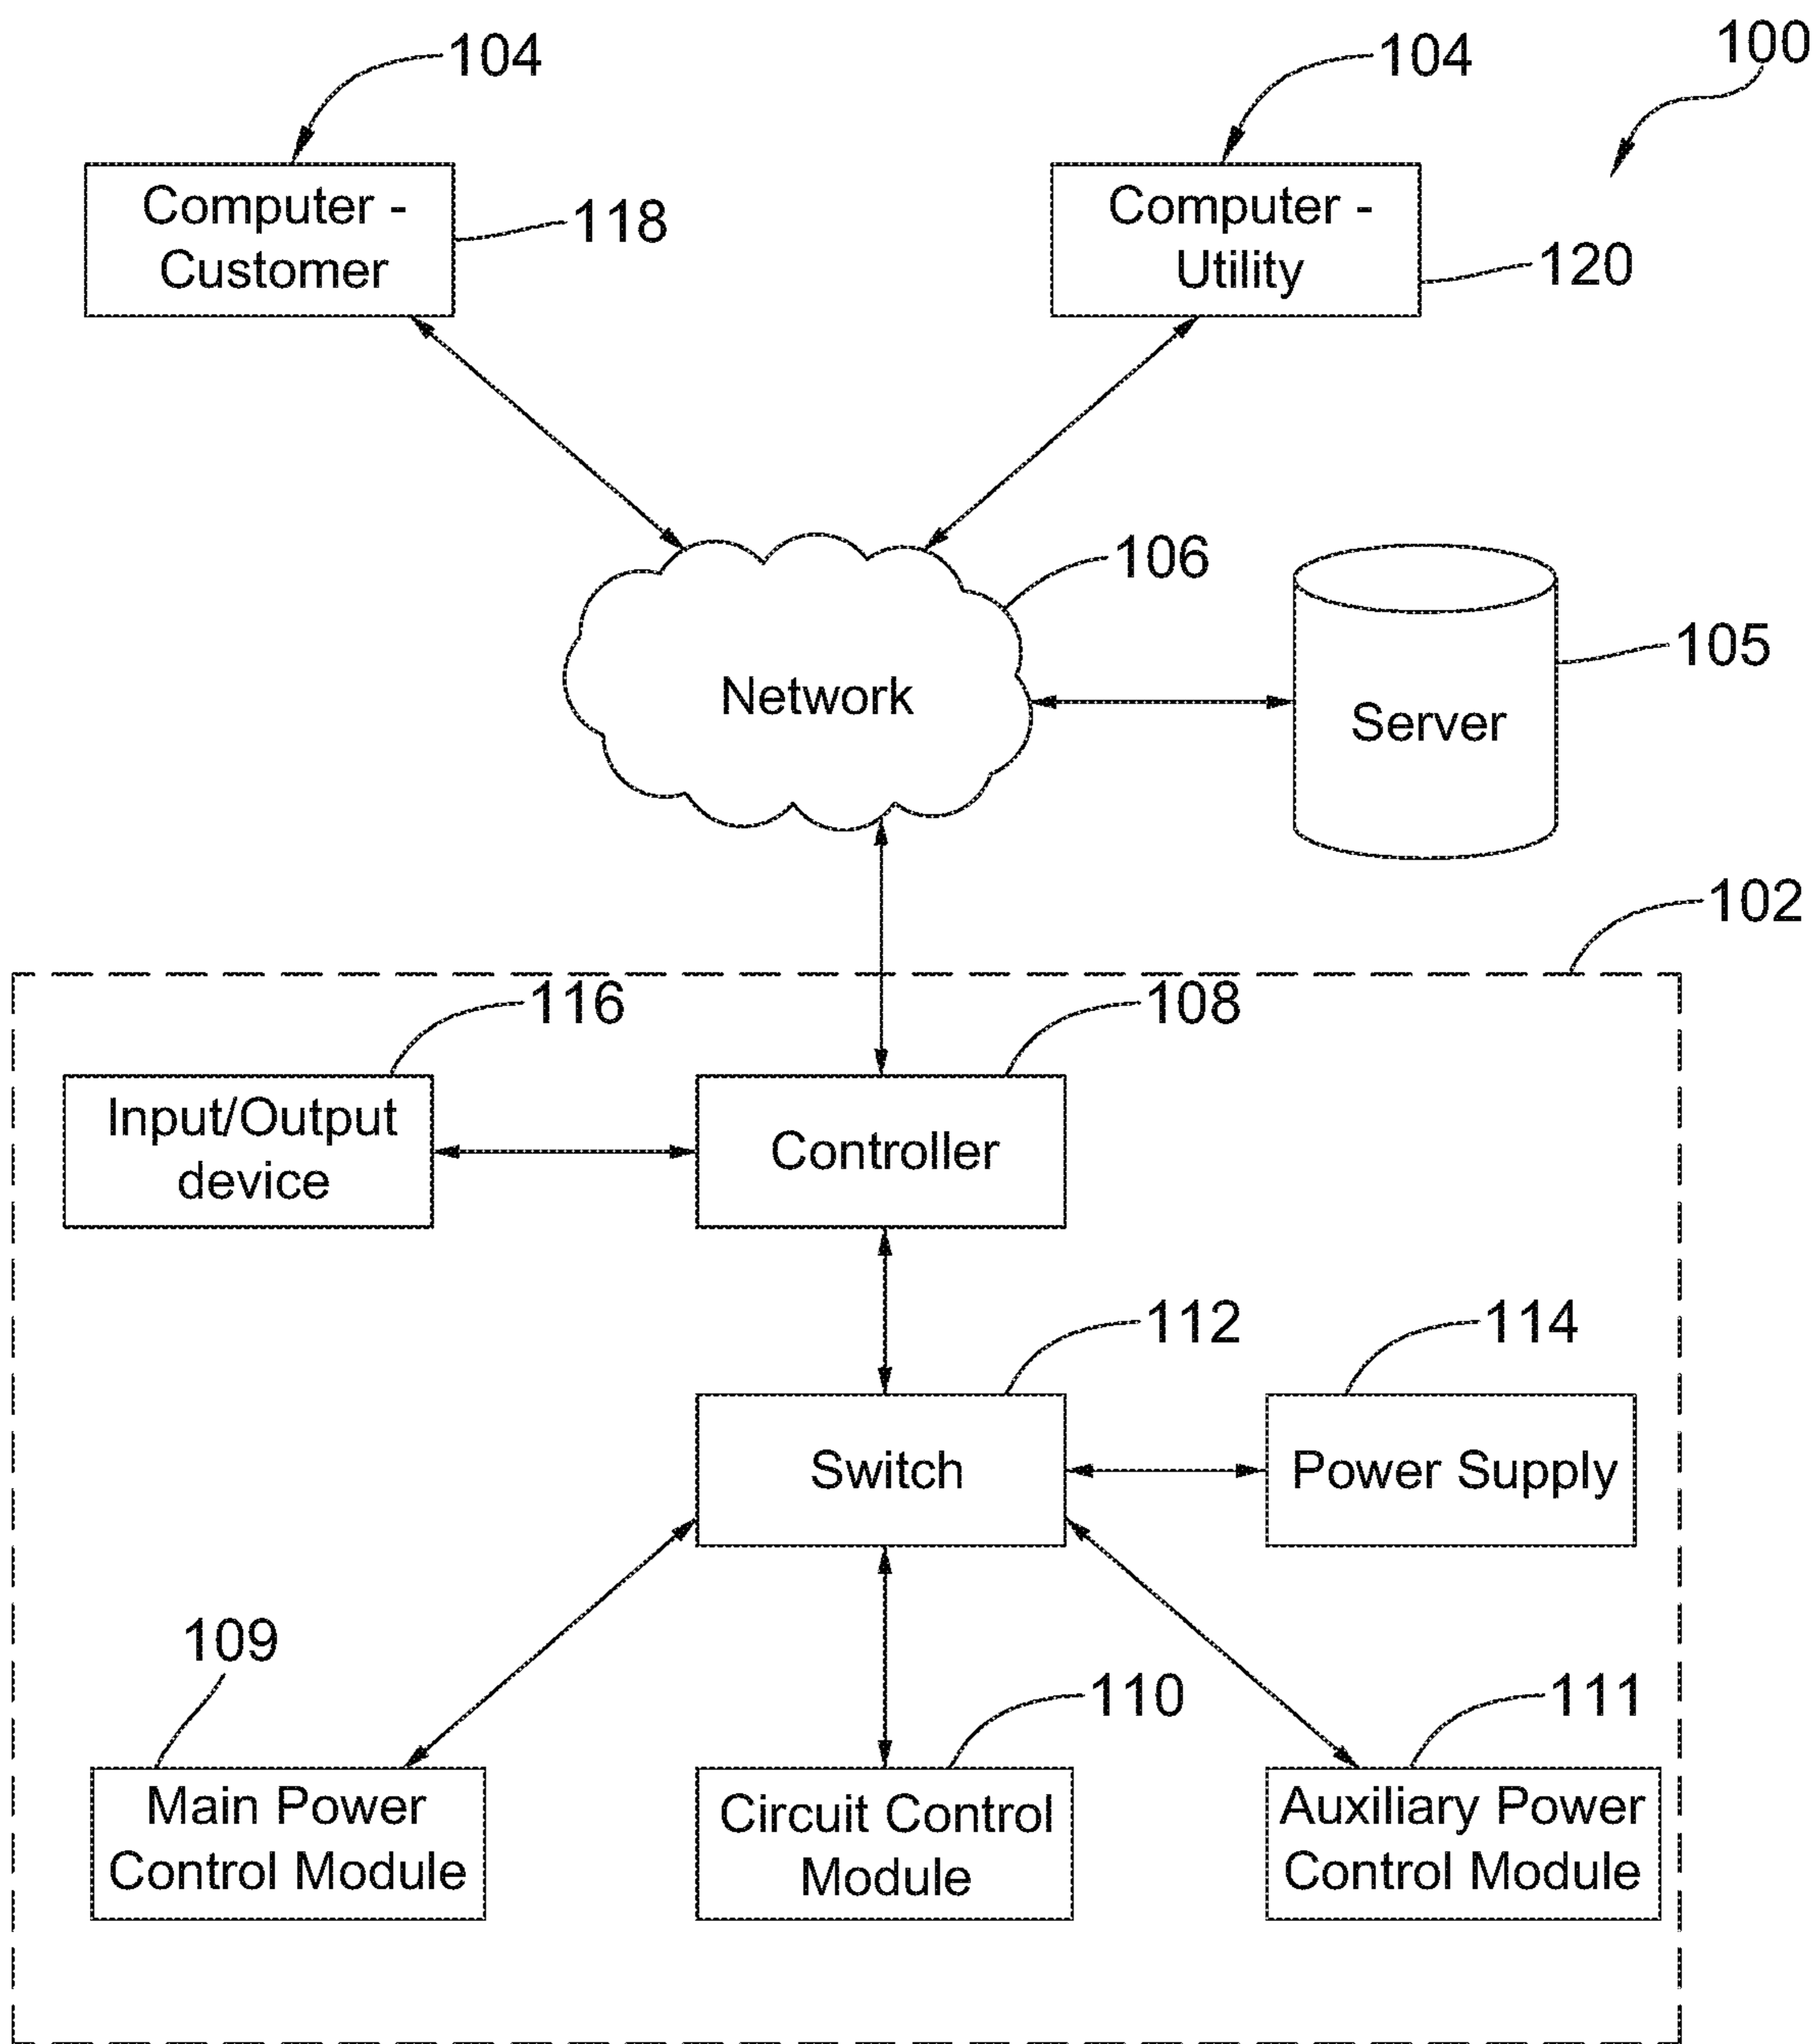 104
104
100
Computer -
Customer
118
Computer -
Utility
120
106
Network
Server
105
102
116
108
Input/Output
device
Controller
112
114
Switch
Power Supply
109
110
111
Main Power
Control Module
Circuit Control
Module
Auxiliary Power
Control Module